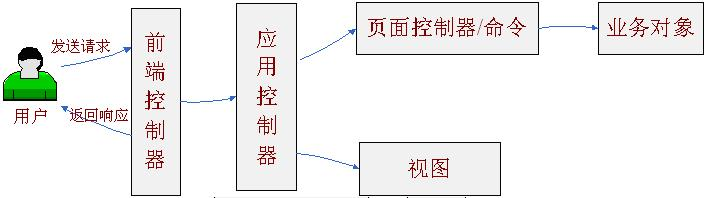 发送请求
用户
返回响应
前端控制器
应用控制器
页面控制器/命令
业务对象
视图